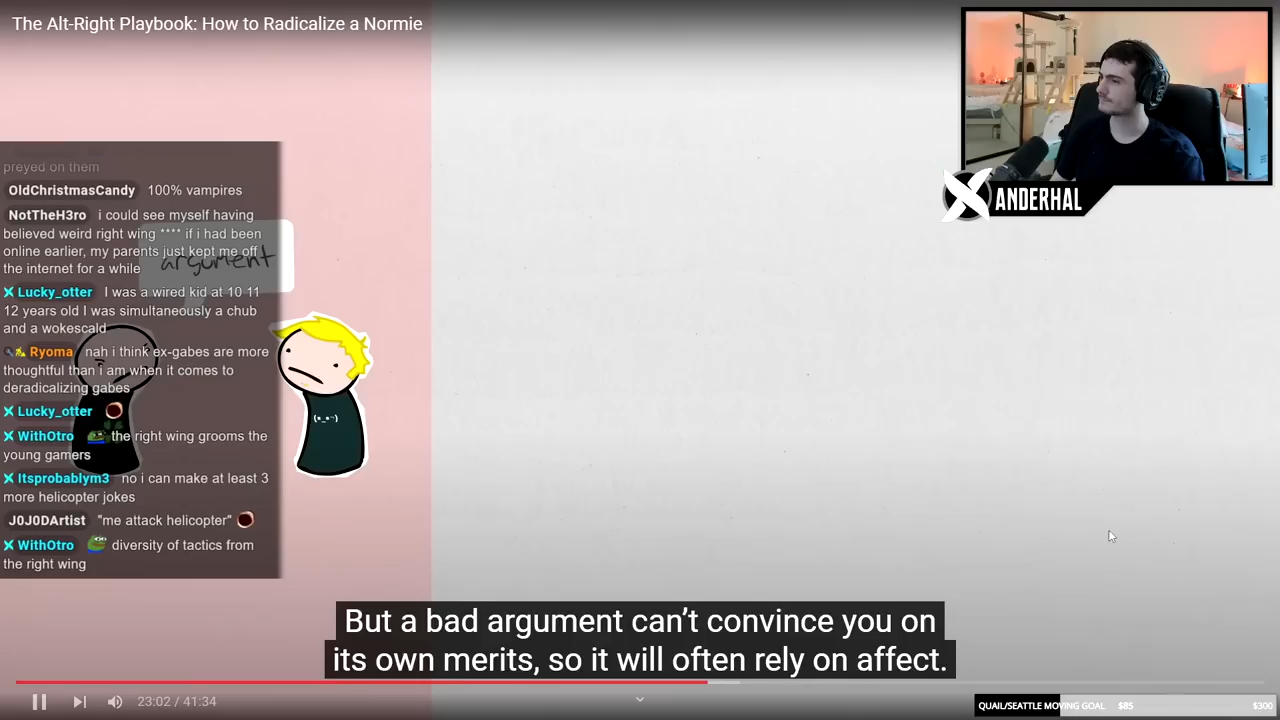 The Alt-Right Playbook: How to Radicalize a Normie
XANDERHAL
preyed on them
OldChristmasCandy 100% vampires
NotTheH3ro i could see myself having
believed weird right wing **** if i had been
online earlier, my parents just kept me off
the internet for a while
argument
Lucky_otter I was a wired kid at 10 11
12 years old I was simultaneously a chub
and a wokescald
Ryoma nah i think ex-gabes are more
thoughtful than i am when it comes to
deradicalizing gabes
Lucky_otter
WithOtro the right wing grooms the
young gamers
Itsprobablym3 no i can make at least 3
more helicopter jokes
J0J0DArtist "me attack helicopter"
WithOtro diversity of tactics from
the right wing
But a bad argument can’t convince you on
its own merits, so it will often rely on affect.
23:02 / 41:34
QUAIL/SEATTLE MOVING GOAL $85 $300